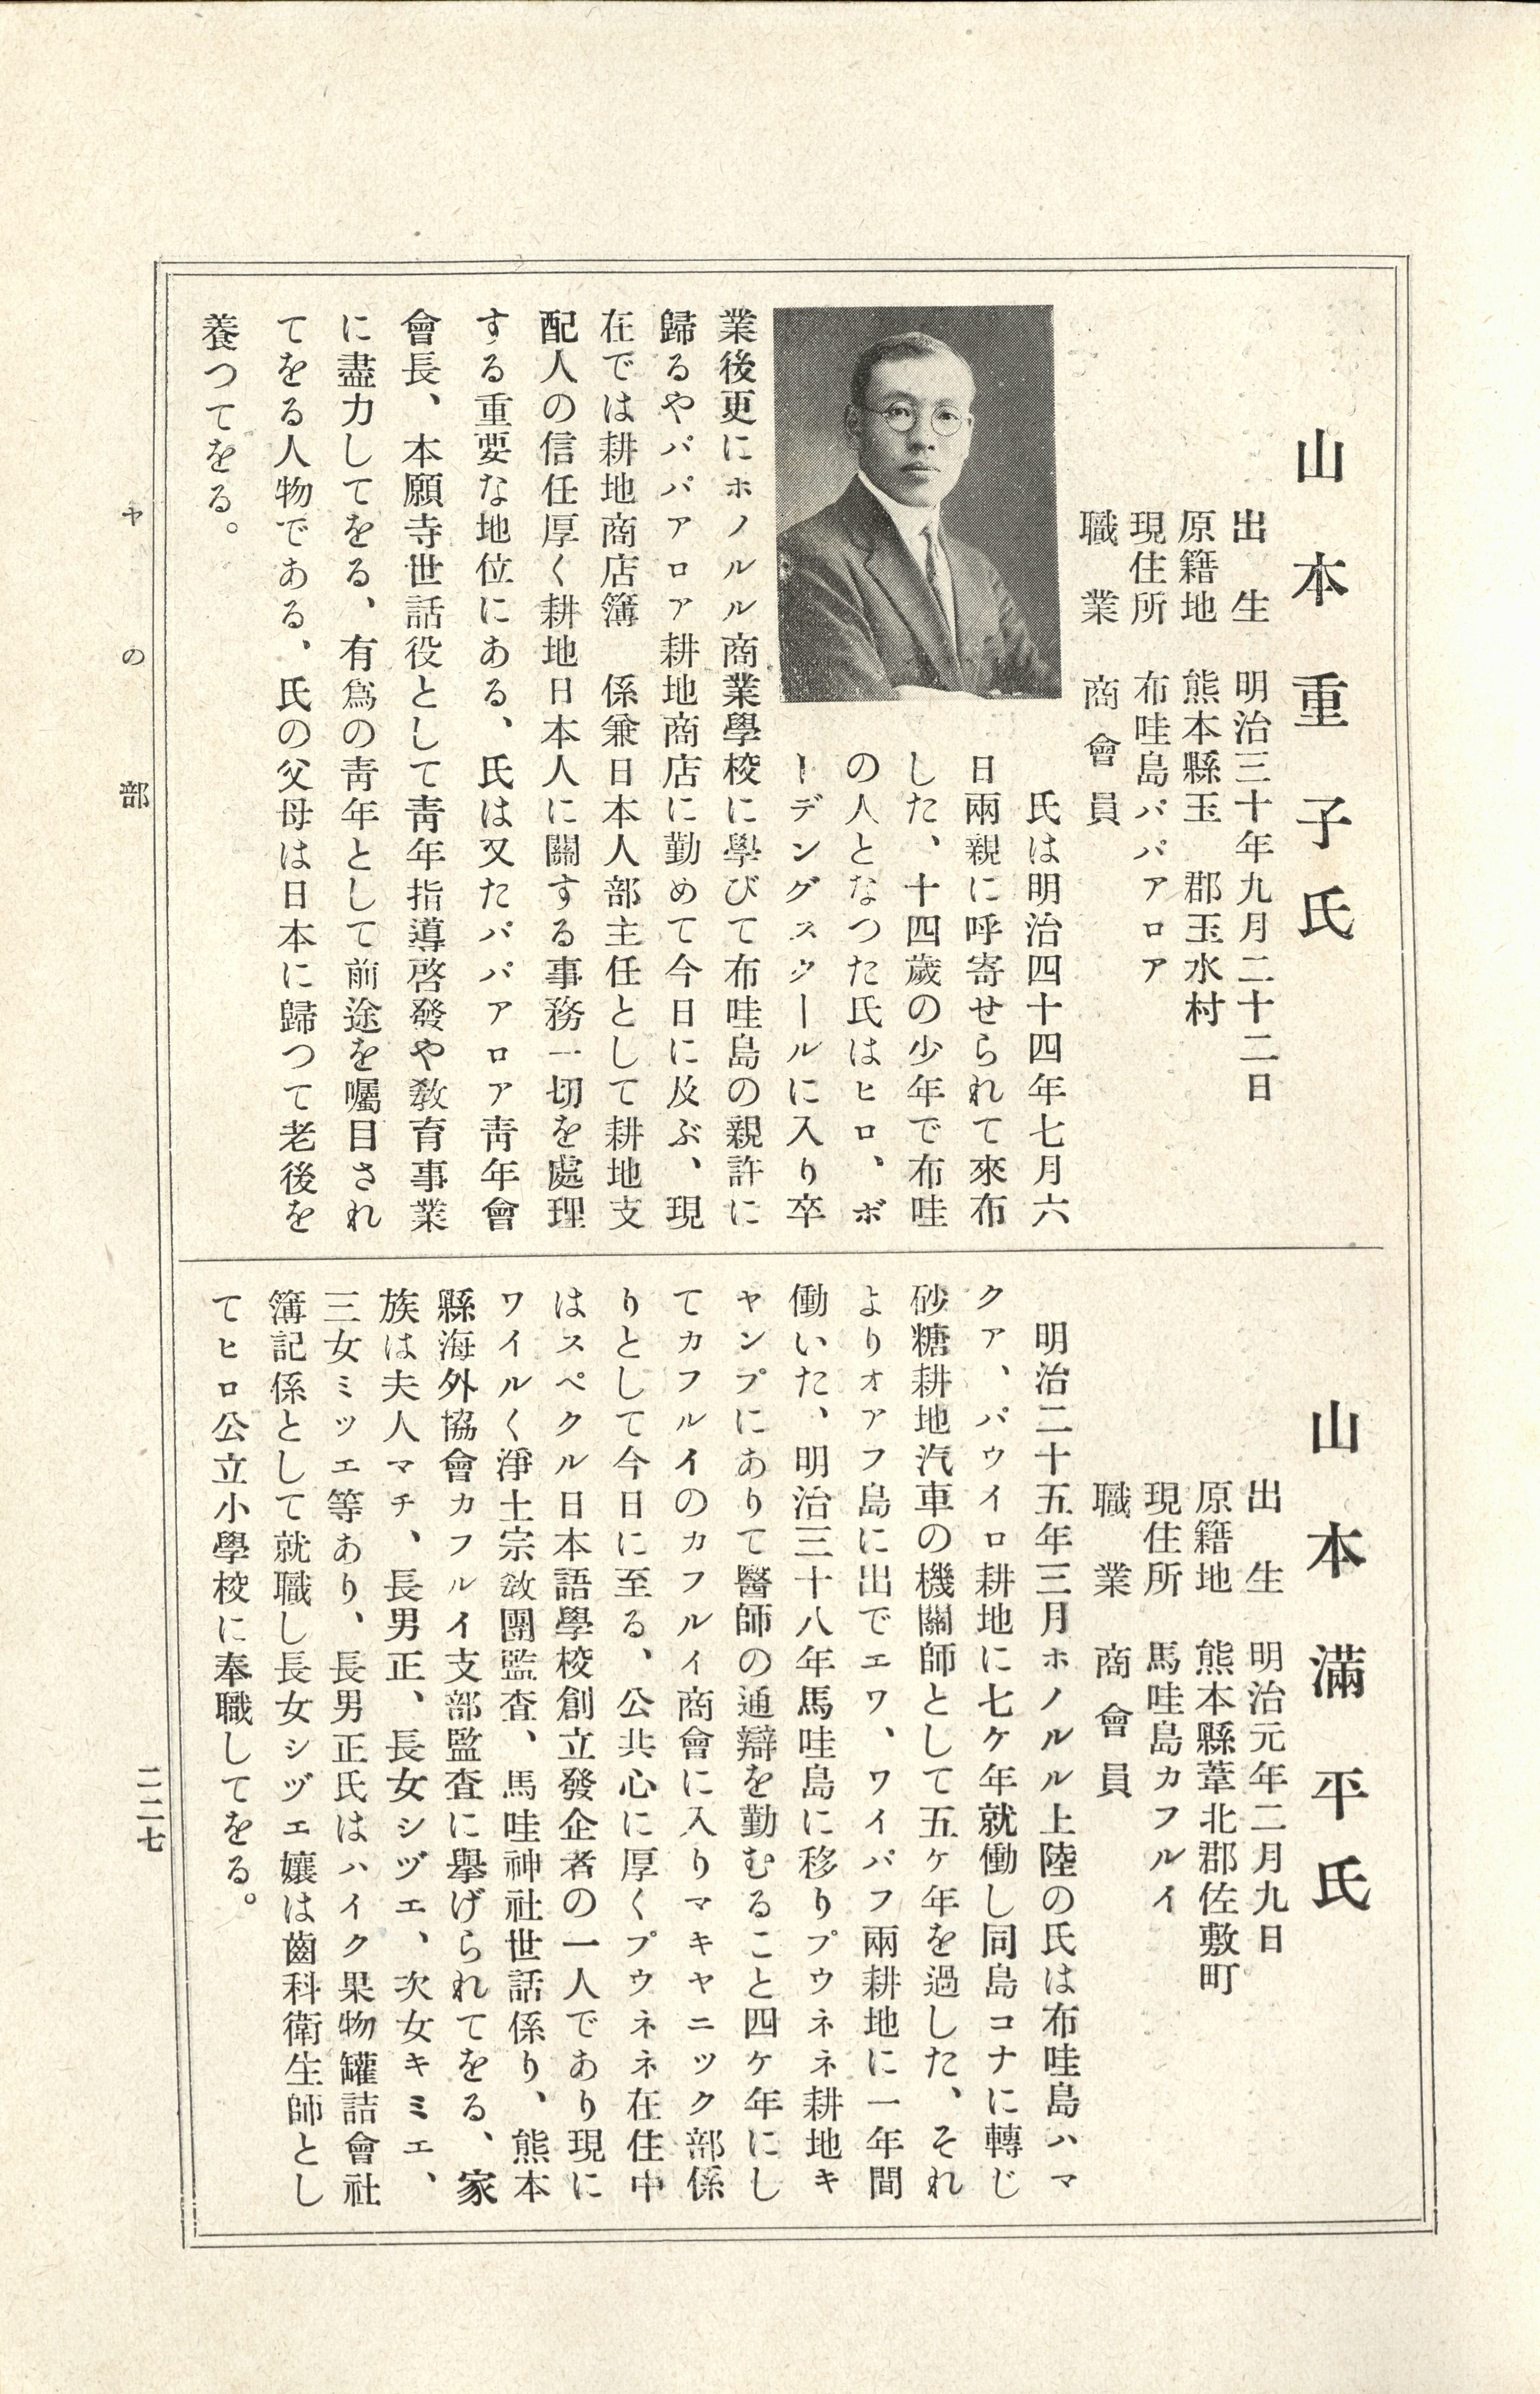 山本重子氏
出生　明治三十年九月二十二日
原籍地　熊本縣玉　郡玉水村
現住所　布哇島パパアロア
職業　商會員
氏は明治四十四年七月六
日兩親に呼寄せられて來布
した、十四歲の少年で布哇
の人となつた氏はヒロ、ボ
ーデングスクールに入り卒
業後更にホノルル商業學校に學びて布哇島の親許に
歸るやパパアロア耕地商店に勤めて今日に及ぶ、現
在では耕地商店簿　係兼日本人部主任として耕地支
配人の信任厚く耕地日本人に關する事務一切を處理
する重要な地位にある、氏は又たパパアロア靑年會
會長、本願寺世話役として靑年指導啓發や敎育事業
に盡力してをる、有爲の靑年として前途を囑目され
てをる人物である、氏の父母は日本に歸つて老後を
養つてをる。
山本滿平氏
出生　明治元年二月九日
原籍地　熊本縣葦北郡佐敷町
現住所　馬哇島カフルイ
職業　商會員
明治二十五年三月ホノルル上陸の氏は布哇島ハマ
クア、パウイロ耕地に七ケ年就働し同島コナに轉じ
砂糖耕地汽車の機關師として五ケ年を過した、それ
よりオアフ島に出でエワ、ワイパフ兩耕地に一年間
働いた、明治三十八年馬哇島に移りプウネネ耕地キ
ヤンプにありて醫師の通辯を勤むること四ケ年にし
てカフルイのカフルイ商會に入りマキヤニツク部係
りとして今日に至る、公共心に厚くプウネネ在住中
はスペクル日本語學校創立發企者の一人であり現に
ワイルく淨土宗敎團監査、馬哇神社世話係り、熊本
縣海外協會カフルイ支部監査に擧げられてをる、家
族は夫人マチ、長男正、長女シヅエ、次女キミエ、
三女ミツエ等あり、長男正氏はハイク果物罐詰會社
簿記係として就職し長女シヅエ孃は齒科衛生師とし
てヒロ公立小學校に奉職してをる。
ヤの部
二二七